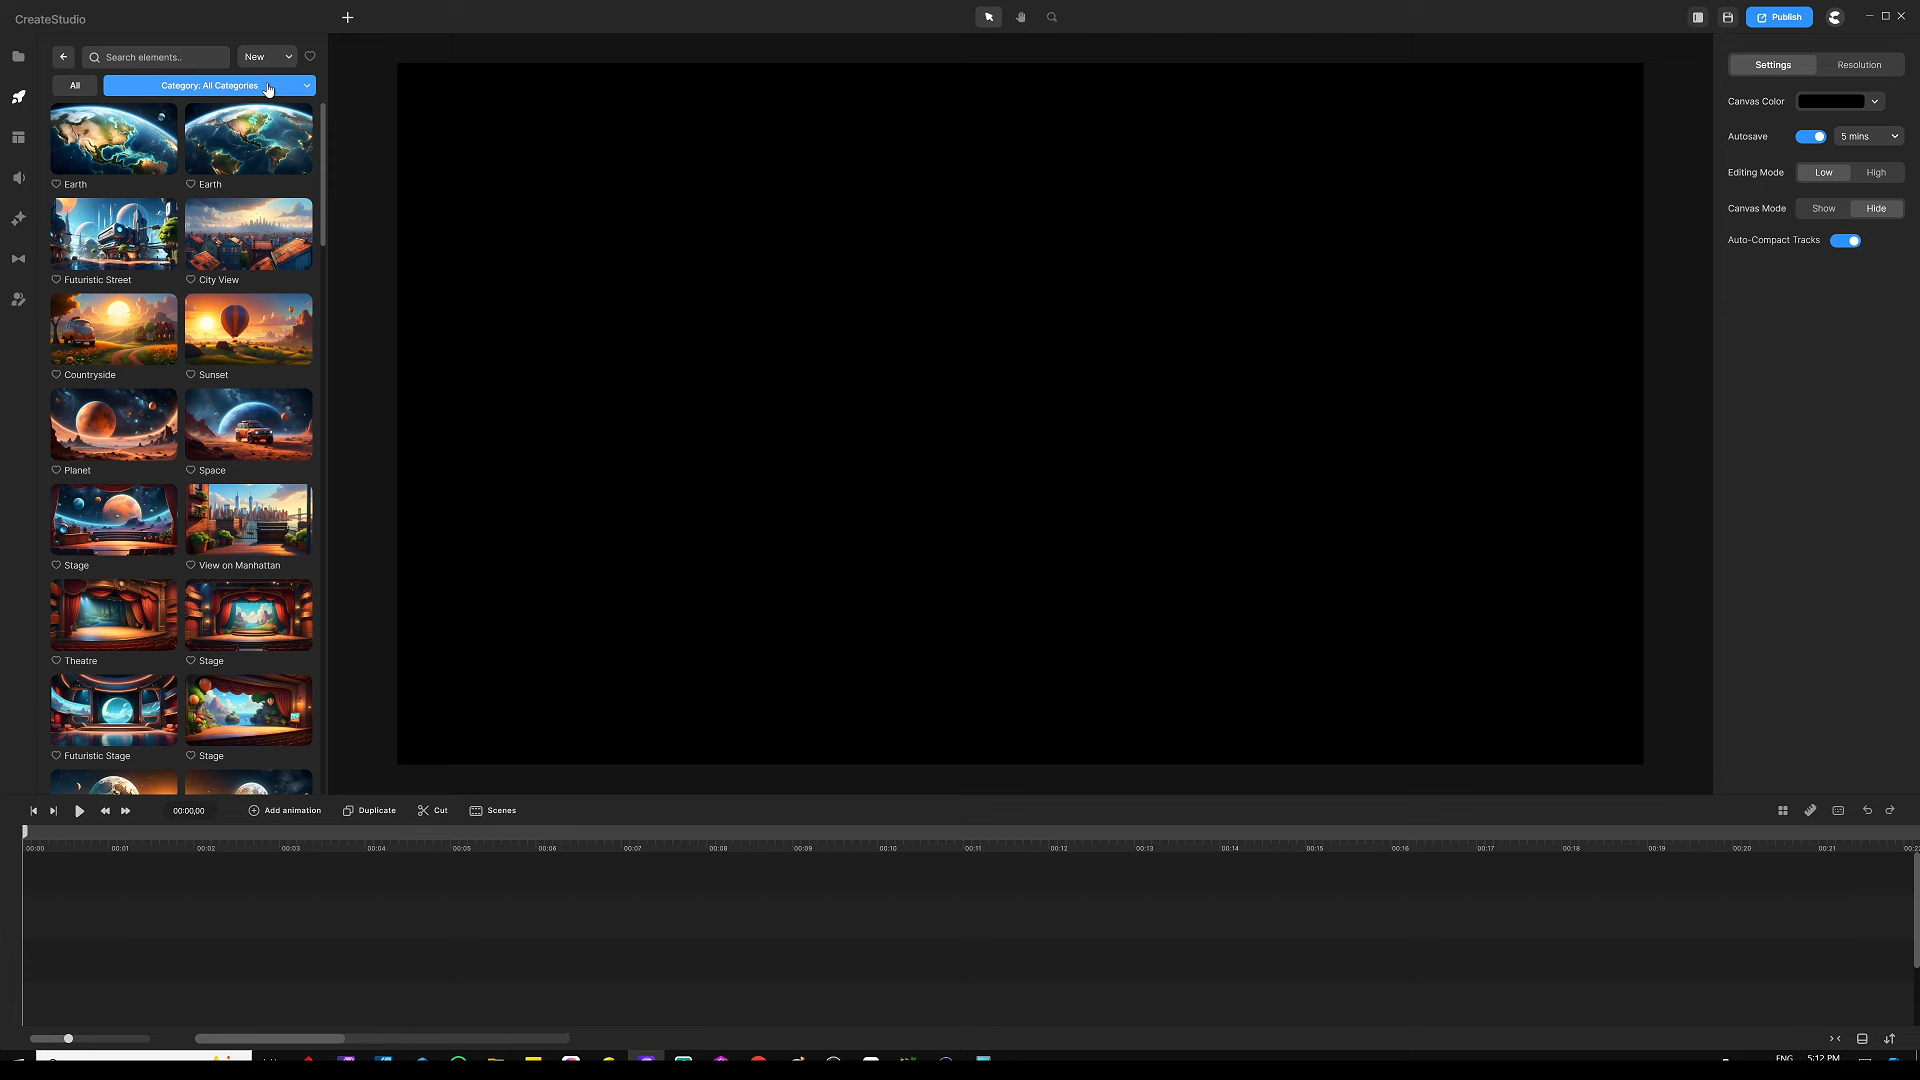 CreateStudio
Publish
Search elements..
New
All
Category: All Categories
Earth
Earth
Futuristic Street
City View
Countryside
Sunset
Planet
Space
Stage
View on Manhattan
Theatre
Stage
Futuristic Stage
Stage
Settings
Resolution
Canvas Color
Autosave
5 mins
Editing Mode
Low
High
Canvas Mode
Show
Hide
Auto-Compact Tracks
00:00,00
Add animation
Duplicate
Cut
Scenes
00:00 00:01 00:02 00:03 00:04 00:05 00:06 00:07 00:08 00:09 00:10 00:11 00:12 00:13 00:14 00:15 00:16 00:17 00:18 00:19 00:20 00:21
ENG
5:12 PM